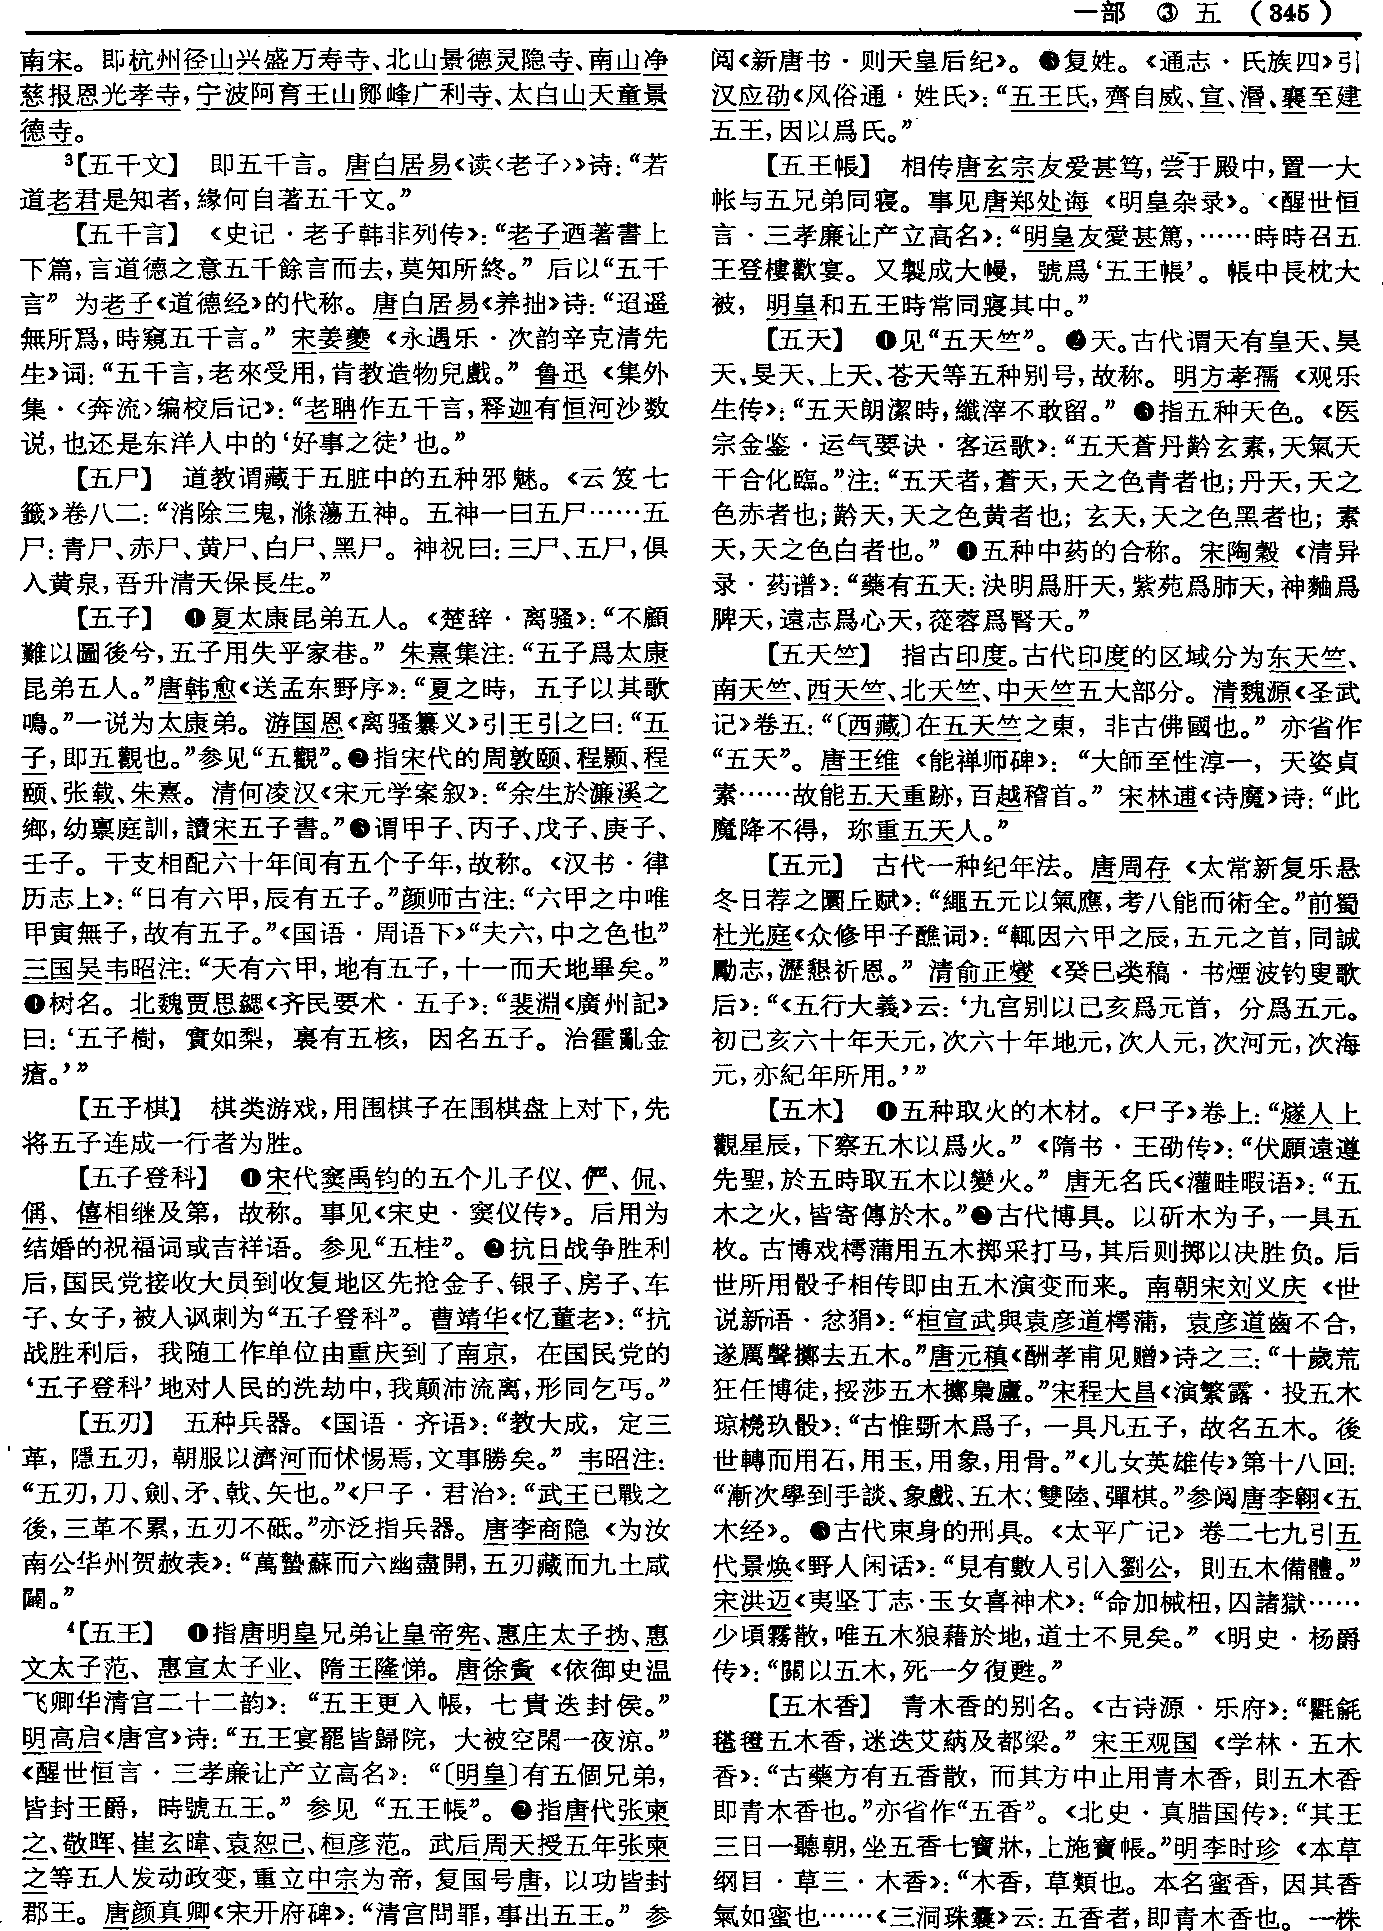 一部 ③ 五 (345)
南宋。即杭州径山兴盛万寿寺、北山景德灵隐寺、南山净
慈报恩光孝寺,宁波阿育王山鄮峰广利寺、太白山天童景
德寺。
³【五千文】 即五千言。唐白居易《读〈老子〉》诗:“若
道老君是知者,緣何自著五千文。”
【五千言】 《史记·老子韩非列传》:“老子迺著書上
下篇,言道德之意五千餘言而去,莫知所終。”后以“五千
言”为老子《道德经》的代称。唐白居易《养拙》诗:“迢遥
無所爲,時窺五千言。”宋姜夔《永遇乐·次韵辛克清先
生》词:“五千言,老來受用,肯教造物兒戲。”鲁迅《集外
集·〈奔流〉编校后记》:“老聃作五千言,释迦有恒河沙数
说,也还是东洋人中的‘好事之徒’也。”
【五尸】 道教谓藏于五脏中的五种邪魅。《云笈七
籤》卷八二:“消除三鬼,滌蕩五神。五神一曰五尸……五
尸:青尸、赤尸、黄尸、白尸、黑尸。神祝曰:三尸、五尸,俱
入黄泉,吾升清天保長生。”
【五子】 ❶夏太康昆弟五人。《楚辞·离骚》:“不顧
難以圖後兮,五子用失乎家巷。”朱熹集注:“五子爲太康
昆弟五人。”唐韩愈《送孟东野序》:“夏之時,五子以其歌
鳴。”一说为太康弟。游国恩《离骚纂义》引王引之曰:“五
子,即五觀也。”参见“五觀”。❷指宋代的周敦颐、程颢、程
颐、张载、朱熹。清何凌汉《宋元学案叙》:“余生於濂溪之
鄉,幼禀庭訓,讀宋五子書。”❸谓甲子、丙子、戊子、庚子、
壬子。干支相配六十年间有五个子年,故称。《汉书·律
历志上》:“日有六甲,辰有五子。”颜师古注:“六甲之中唯
甲寅無子,故有五子。”《国语·周语下》“夫六,中之色也”
三国吴韦昭注:“天有六甲,地有五子,十一而天地畢矣。”
❹树名。北魏贾思勰《齐民要术·五子》:“裴淵《廣州記》
曰:‘五子樹,實如梨,裏有五核,因名五子。治霍亂金
瘡。’”
【五子棋】 棋类游戏,用围棋子在围棋盘上对下,先
将五子连成一行者为胜。
【五子登科】 ❶宋代窦禹钧的五个儿子仪、俨、侃、
偁、僖相继及第,故称。事见《宋史·窦仪传》。后用为
结婚的祝福词或吉祥语。参见“五桂”。❷抗日战争胜利
后,国民党接收大员到收复地区先抢金子、银子、房子、车
子、女子,被人讽刺为“五子登科”。曹靖华《忆董老》:“抗
战胜利后,我随工作单位由重庆到了南京,在国民党的
‘五子登科’地对人民的洗劫中,我颠沛流离,形同乞丐。”
【五刃】 五种兵器。《国语·齐语》:“教大成,定三
革,隱五刃,朝服以濟河而怵惕焉,文事勝矣。”韦昭注:
“五刃,刀、劍、矛、戟、矢也。”《尸子·君治》:“武王已戰之
後,三革不累,五刃不砥。”亦泛指兵器。唐李商隐《为汝
南公华州贺赦表》:“萬蟄蘇而六幽盡開,五刃藏而九土咸
闢。”
⁴【五王】 ❶指唐明皇兄弟让皇帝宪、惠庄太子㧑、惠
文太子范、惠宣太子业、隋王隆悌。唐徐夤《依御史温
飞卿华清宫二十二韵》:“五王更入帳,七貴迭封侯。”
明高启《唐宫》诗:“五王宴罷皆歸院,大被空閑一夜凉。”
《醒世恒言·三孝廉让产立高名》:“〔明皇〕有五個兄弟,
皆封王爵,時號五王。”参见“五王帳”。❷指唐代张柬
之、敬晖、崔玄暐、袁恕己、桓彦范。武后周天授五年张柬
之等五人发动政变,重立中宗为帝,复国号唐,以功皆封
郡王。唐颜真卿《宋开府碑》:“清宫問罪,事出五王。”参
阅《新唐书·则天皇后纪》。❸复姓。《通志·氏族四》引
汉应劭《风俗通·姓氏》:“五王氏,齊自威、宣、湣、襄至建
五王,因以爲氏。”
【五王帳】 相传唐玄宗友爱甚笃,尝于殿中,置一大
帐与五兄弟同寝。事见唐郑处诲《明皇杂录》。《醒世恒
言·三孝廉让产立高名》:“明皇友愛甚篤,……時時召五
王登樓歡宴。又製成大幔,號爲‘五王帳’。帳中長枕大
被,明皇和五王時常同寢其中。”
【五天】 ❶见“五天竺”。❷天。古代谓天有皇天、昊
天、旻天、上天、苍天等五种别号,故称。明方孝孺《观乐
生传》:“五天朗潔時,纖滓不敢留。”❸指五种天色。《医
宗金鉴·运气要诀·客运歌》:“五天蒼丹黅玄素,天氣天
干合化臨。”注:“五天者,蒼天,天之色青者也;丹天,天之
色赤者也;黅天,天之色黄者也;玄天,天之色黑者也;素
天,天之色白者也。”❹五种中药的合称。宋陶穀《清异
录·药谱》:“藥有五天:決明爲肝天,紫苑爲肺天,神麯爲
脾天,遠志爲心天,蓯蓉爲腎天。”
【五天竺】 指古印度。古代印度的区域分为东天竺、
南天竺、西天竺、北天竺、中天竺五大部分。清魏源《圣武
记》卷五:“〔西藏〕在五天竺之東,非古佛國也。”亦省作
“五天”。唐王维《能禅师碑》:“大師至性淳一,天姿貞
素……故能五天重跡,百越稽首。”宋林逋《诗魔》诗:“此
魔降不得,珎重五天人。”
【五元】 古代一种纪年法。唐周存《太常新复乐悬
冬日荐之圜丘赋》:“繩五元以氣應,考八能而術全。”前蜀
杜光庭《众修甲子醮词》:“輒因六甲之辰,五元之首,同誠
勵志,瀝懇祈恩。”清俞正燮《癸巳类稿·书煙波钓叟歌
后》:“《五行大義》云:‘九宫别以己亥爲元首,分爲五元。
初己亥六十年天元,次六十年地元,次人元,次河元,次海
元,亦紀年所用。’”
【五木】 ❶五种取火的木材。《尸子》卷上:“燧人上
觀星辰,下察五木以爲火。”《隋书·王劭传》:“伏願遠遵
先聖,於五時取五木以變火。”唐无名氏《灌畦暇语》:“五
木之火,皆寄傳於木。”❷古代博具。以斫木为子,一具五
枚。古博戏樗蒲用五木掷采打马,其后则掷以决胜负。后
世所用骰子相传即由五木演变而来。南朝宋刘义庆《世
说新语·忿狷》:“桓宣武與袁彦道樗蒲,袁彦道齒不合,
遂厲聲擲去五木。”唐元稹《酬孝甫见赠》诗之三:“十歲荒
狂任博徒,挼莎五木擲梟盧。”宋程大昌《演繁露·投五木
琼橩玖骰》:“古惟斲木爲子,一具凡五子,故名五木。後
世轉而用石,用玉,用象,用骨。”《儿女英雄传》第十八回:
“漸次學到手談、象戲、五木、雙陸、彈棋。”参阅唐李翱《五
木经》。❸古代束身的刑具。《太平广记》卷二七九引五
代景焕《野人闲话》:“見有數人引入劉公,則五木備體。”
宋洪迈《夷坚丁志·玉女喜神术》:“命加械杻,囚諸獄……
少頃霧散,唯五木狼藉於地,道士不見矣。”《明史·杨爵
传》:“關以五木,死一夕復甦。”
【五木香】 青木香的别名。《古诗源·乐府》:“氍毹
毾㲪五木香,迷迭艾蒳及都梁。”宋王观国《学林·五木
香》:“古藥方有五香散,而其方中止用青木香,則五木香
即青木香也。”亦省作“五香”。《北史·真腊国传》:“其王
三日一聽朝,坐五香七寶牀,上施寶帳。”明李时珍《本草
纲目·草三·木香》:“木香,草類也。本名蜜香,因其香
氣如蜜也……《三洞珠囊》云:五香者,即青木香也。一株